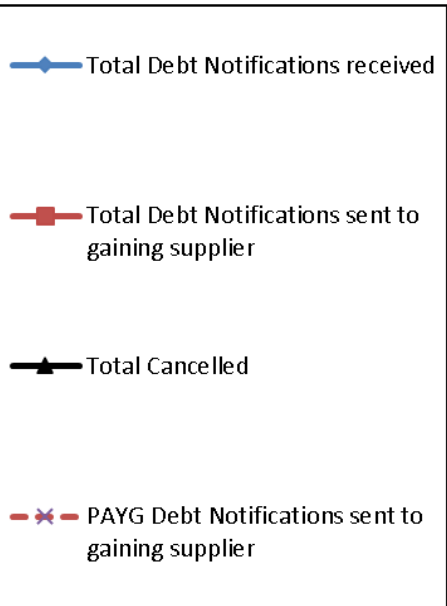 Total Debt Notifications received
Total Debt Notifications sent to
gaining supplier
Total Cancelled
PAYG Debt Notifications sent to
gaining supplier